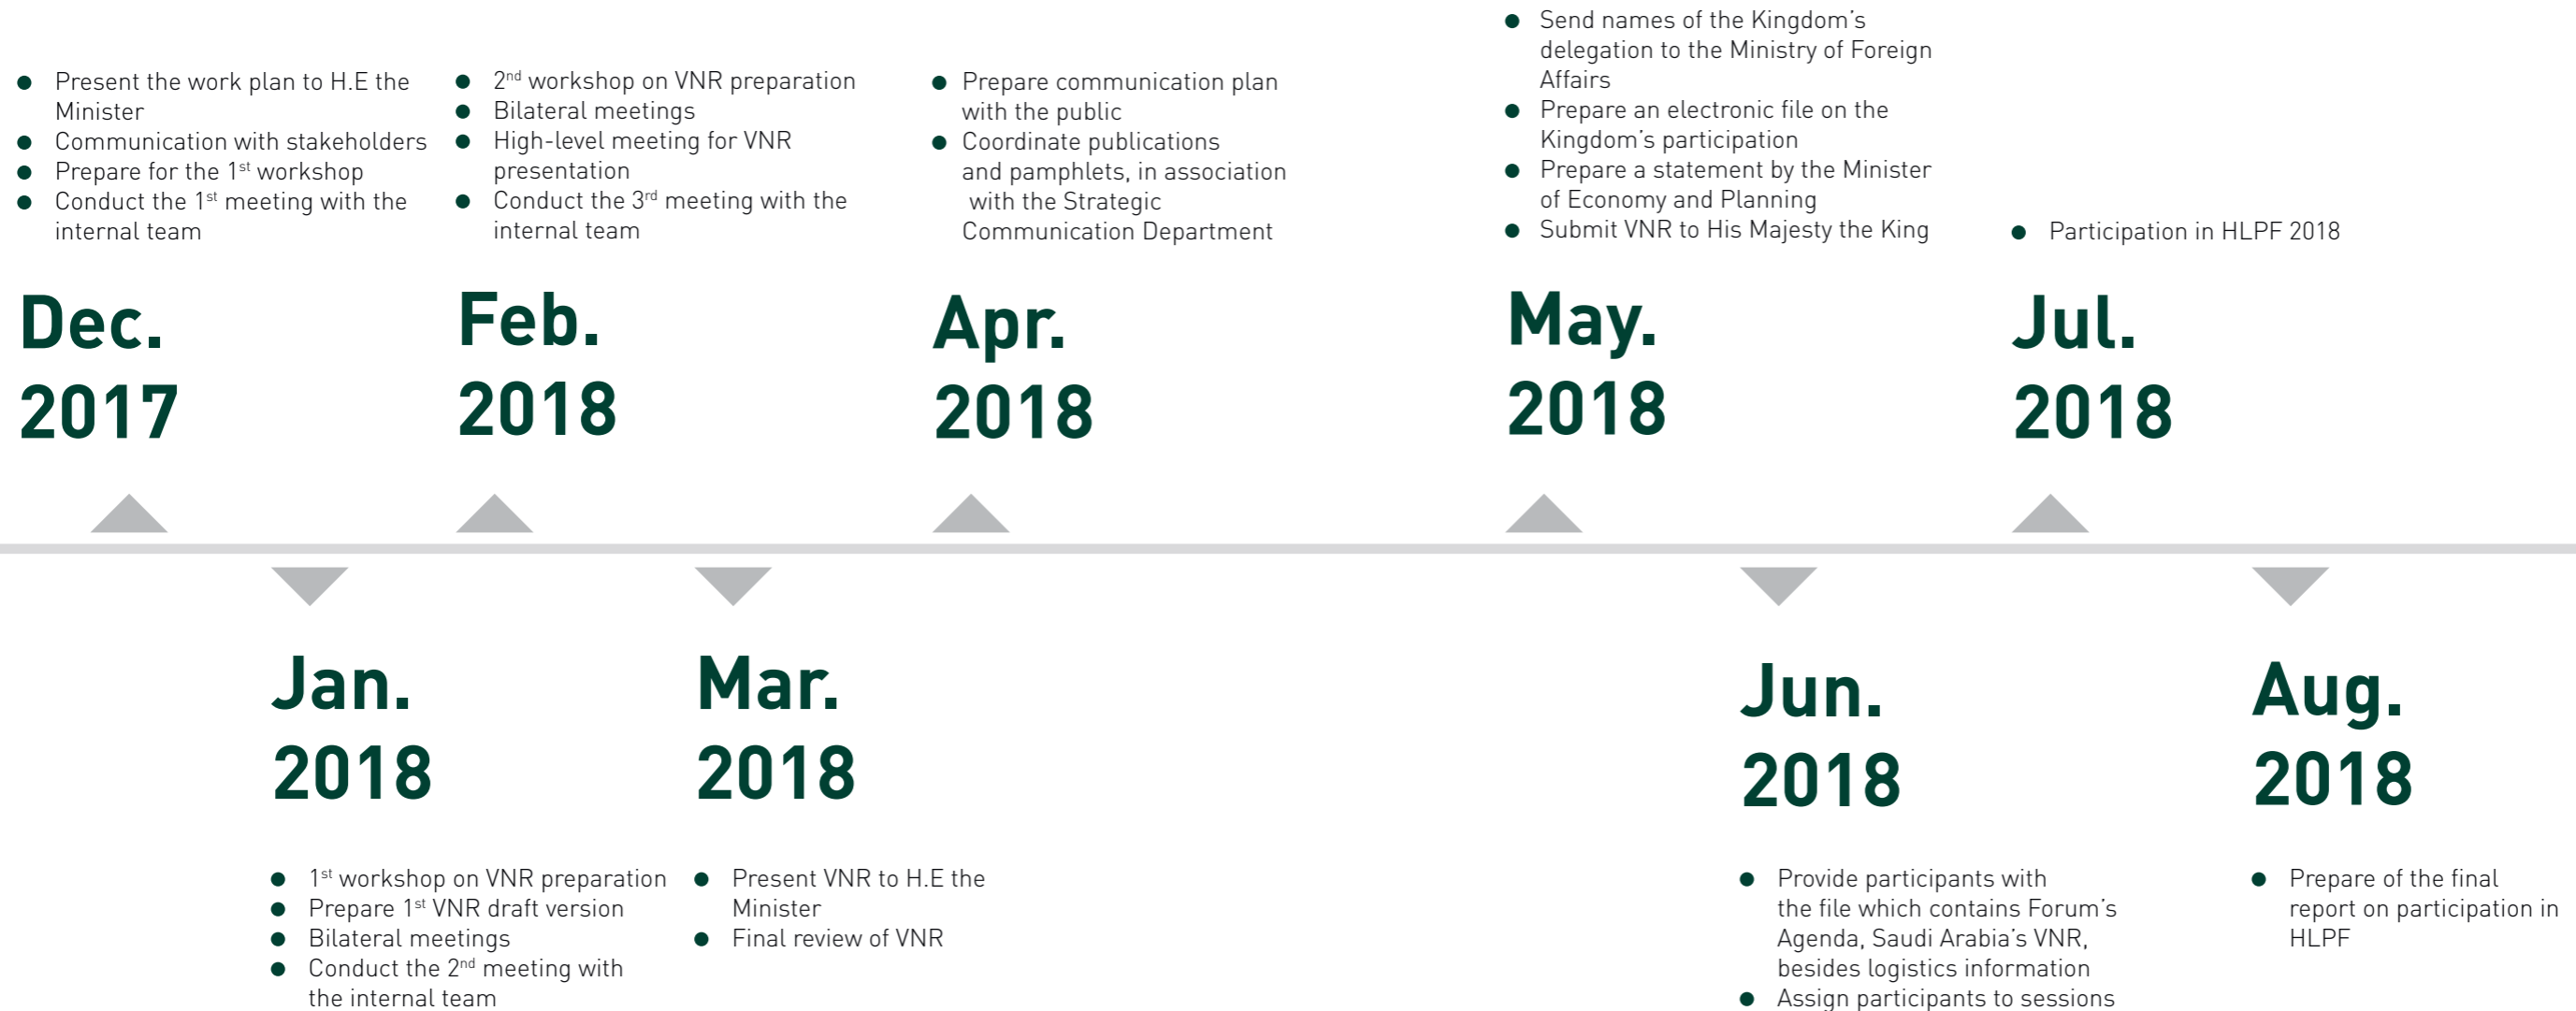 Present the work plan to H.E the
Minister
Communication with stakeholders
Prepare for the 1st workshop
Conduct the 1st meeting with the
internal team
Dec.
2017
2nd workshop on VNR preparation
Bilateral meetings
High-level meeting for VNR
presentation
Conduct the 3rd meeting with the
internal team
Feb.
2018
Prepare communication plan
with the public
Coordinate publications
and pamphlets, in association
with the Strategic
Communication Department
Apr.
2018
Send names of the Kingdom's
delegation to the Ministry of Foreign
Affairs
Prepare an electronic file on the
Kingdom's participation
Prepare a statement by the Minister
of Economy and Planning
Submit VNR to His Majesty the King
May.
2018
Participation in HLPF 2018
Jul.
2018
Jan.
2018
1st workshop on VNR preparation
Prepare 1st VNR draft version
Bilateral meetings
Conduct the 2nd meeting with
the internal team
Mar.
2018
Present VNR to H.E the
Minister
Final review of VNR
Jun.
2018
Provide participants with
the file which contains Forum's
Agenda, Saudi Arabia's VNR,
besides logistics information
Assign participants to sessions
Aug.
2018
Prepare of the final
report on participation in
HLPF